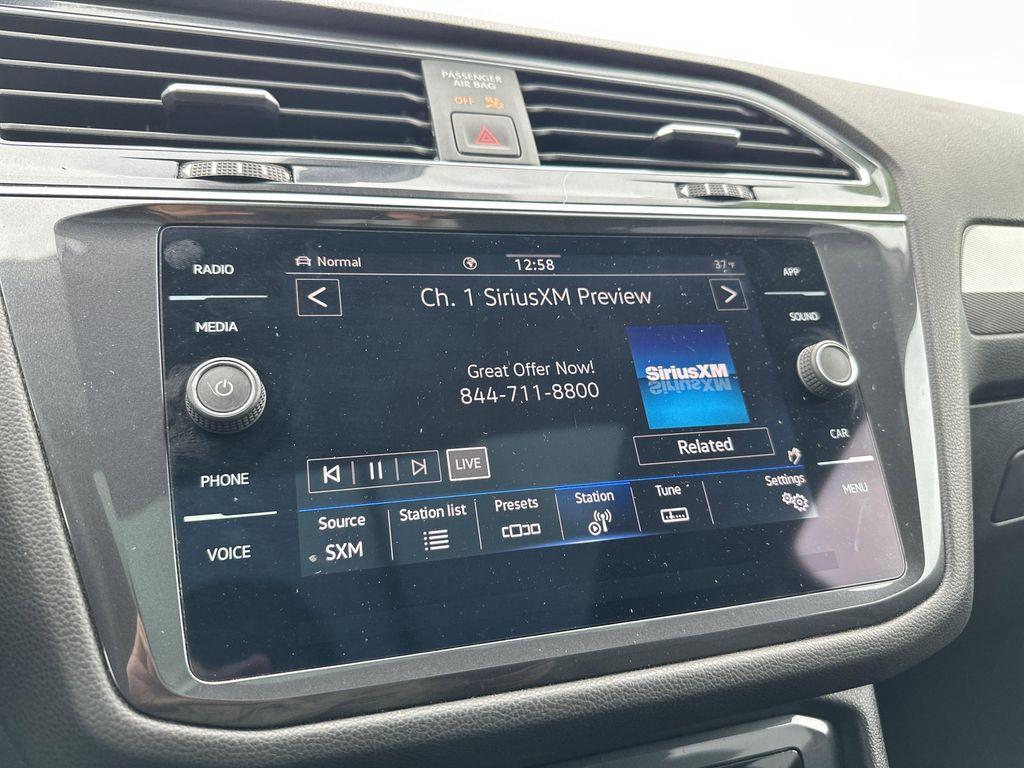 PASSENGER
AIR BAG
OFF
RADIO
MEDIA
PHONE
VOICE
Normal
12:58
37°F
Ch. 1 SiriusXM Preview
Great Offer Now!
844-711-8800
SiriusXM
Related
LIVE
Source
SXM
Station list
Presets
Station
Tune
Settings
APP
SOUND
CAR
MENU